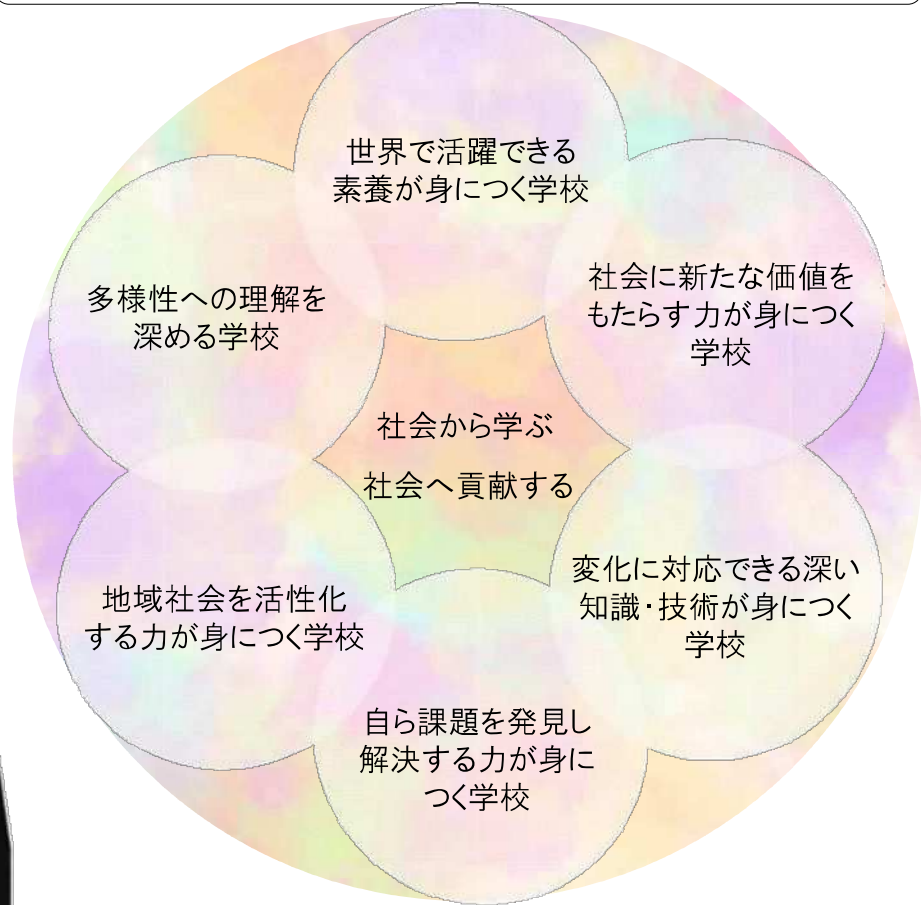 世界で活躍できる
素養が身につく学校
社会に新たな価値を
もたらす力が身につく
学校
多様性への理解を
深める学校
社会から学ぶ
社会へ貢献する
変化に対応できる深い
知識・技術が身につく
学校
地域社会を活性化
する力が身につく学校
自ら課題を発見し
解決する力が身に
つく学校